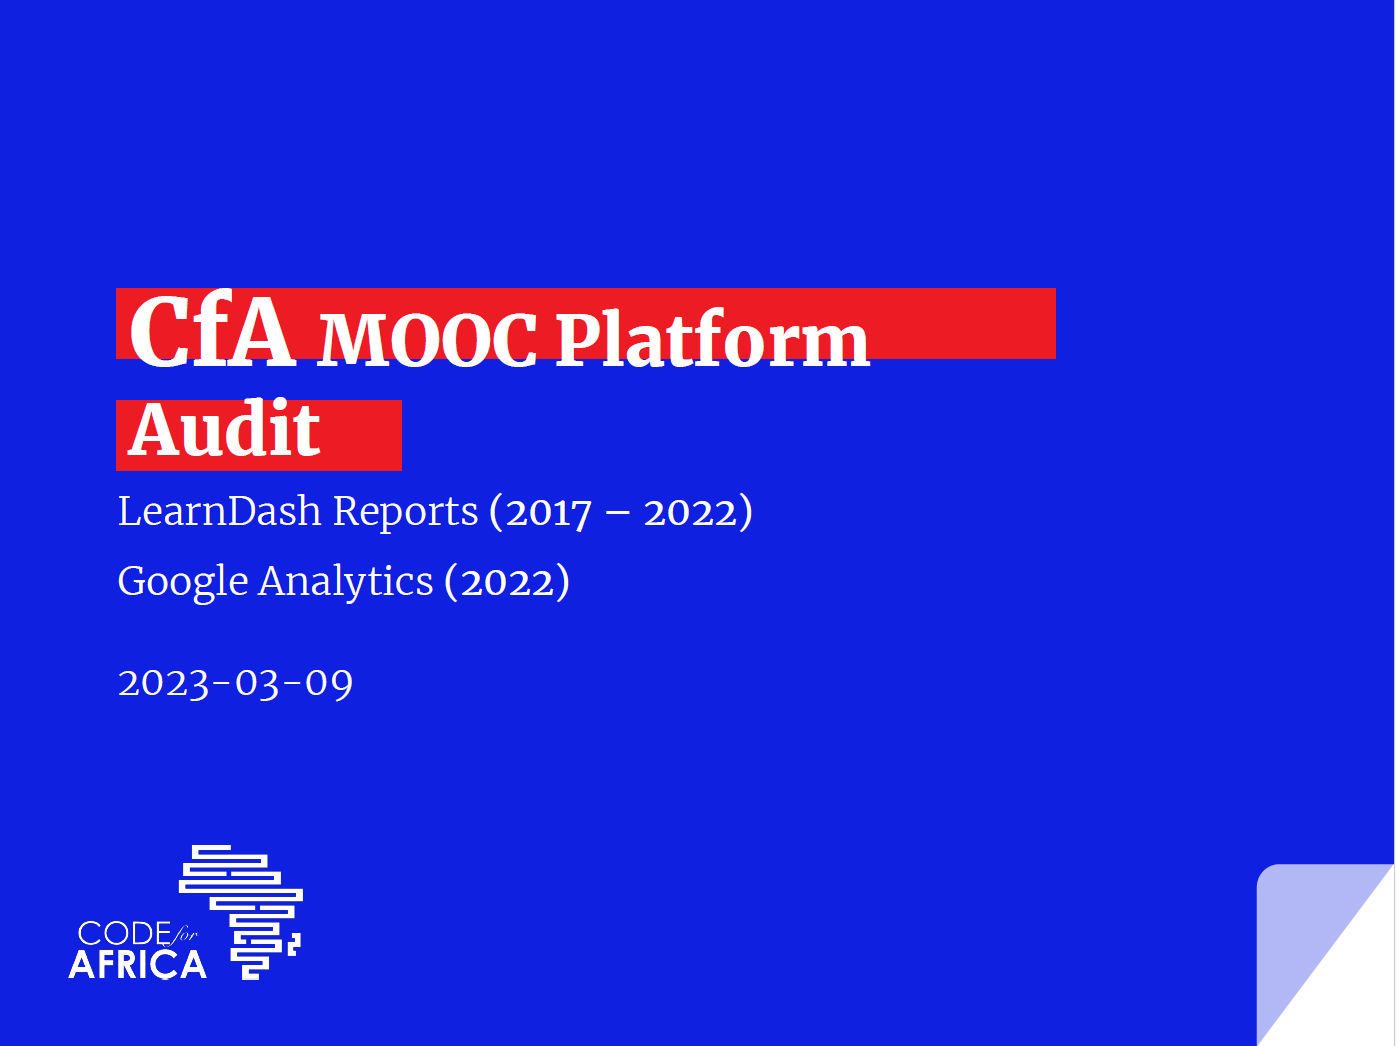 CfA MOOC Platform
Audit
LearnDash Reports (2017 – 2022)
Google Analytics (2022)
2023-03-09
CODE for
AFRICA